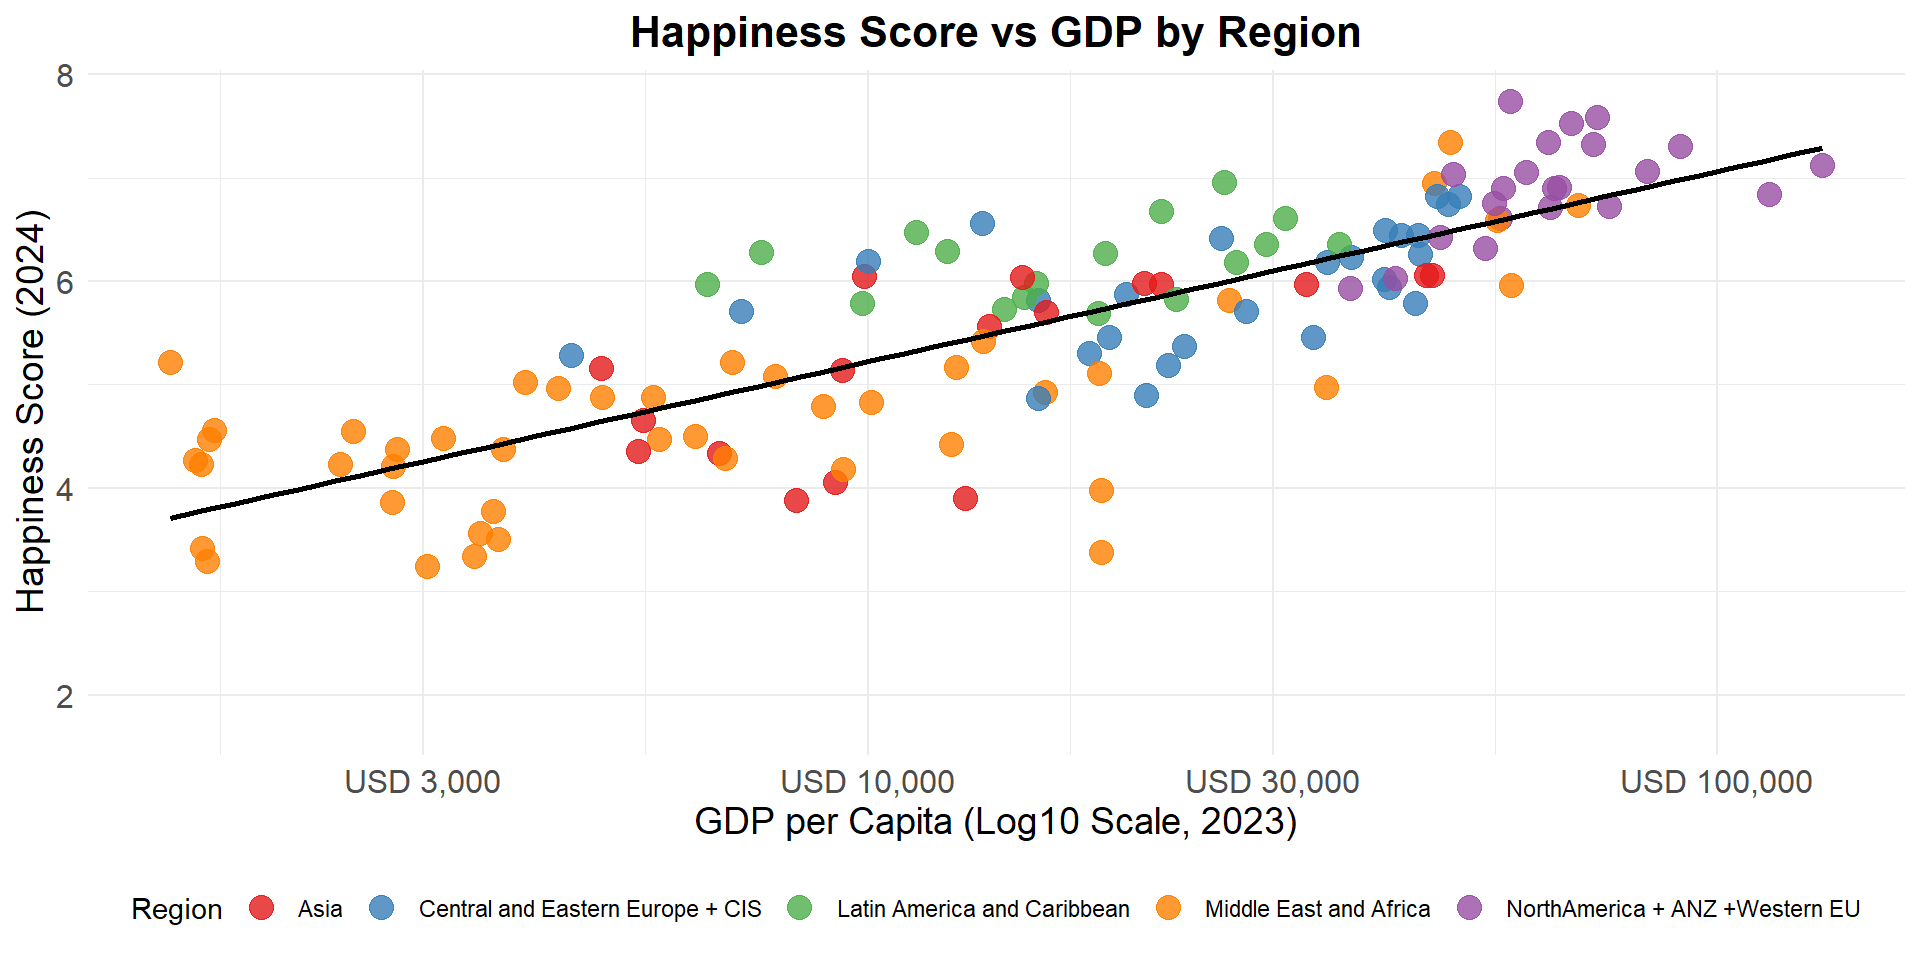 Happiness Score vs GDP by Region
Happiness Score (2024)
8
6
4
2
USD 3,000
USD 10,000
USD 30,000
USD 100,000
GDP per Capita (Log10 Scale, 2023)
Region
Asia
Central and Eastern Europe + CIS
Latin America and Caribbean
Middle East and Africa
NorthAmerica + ANZ +Western EU